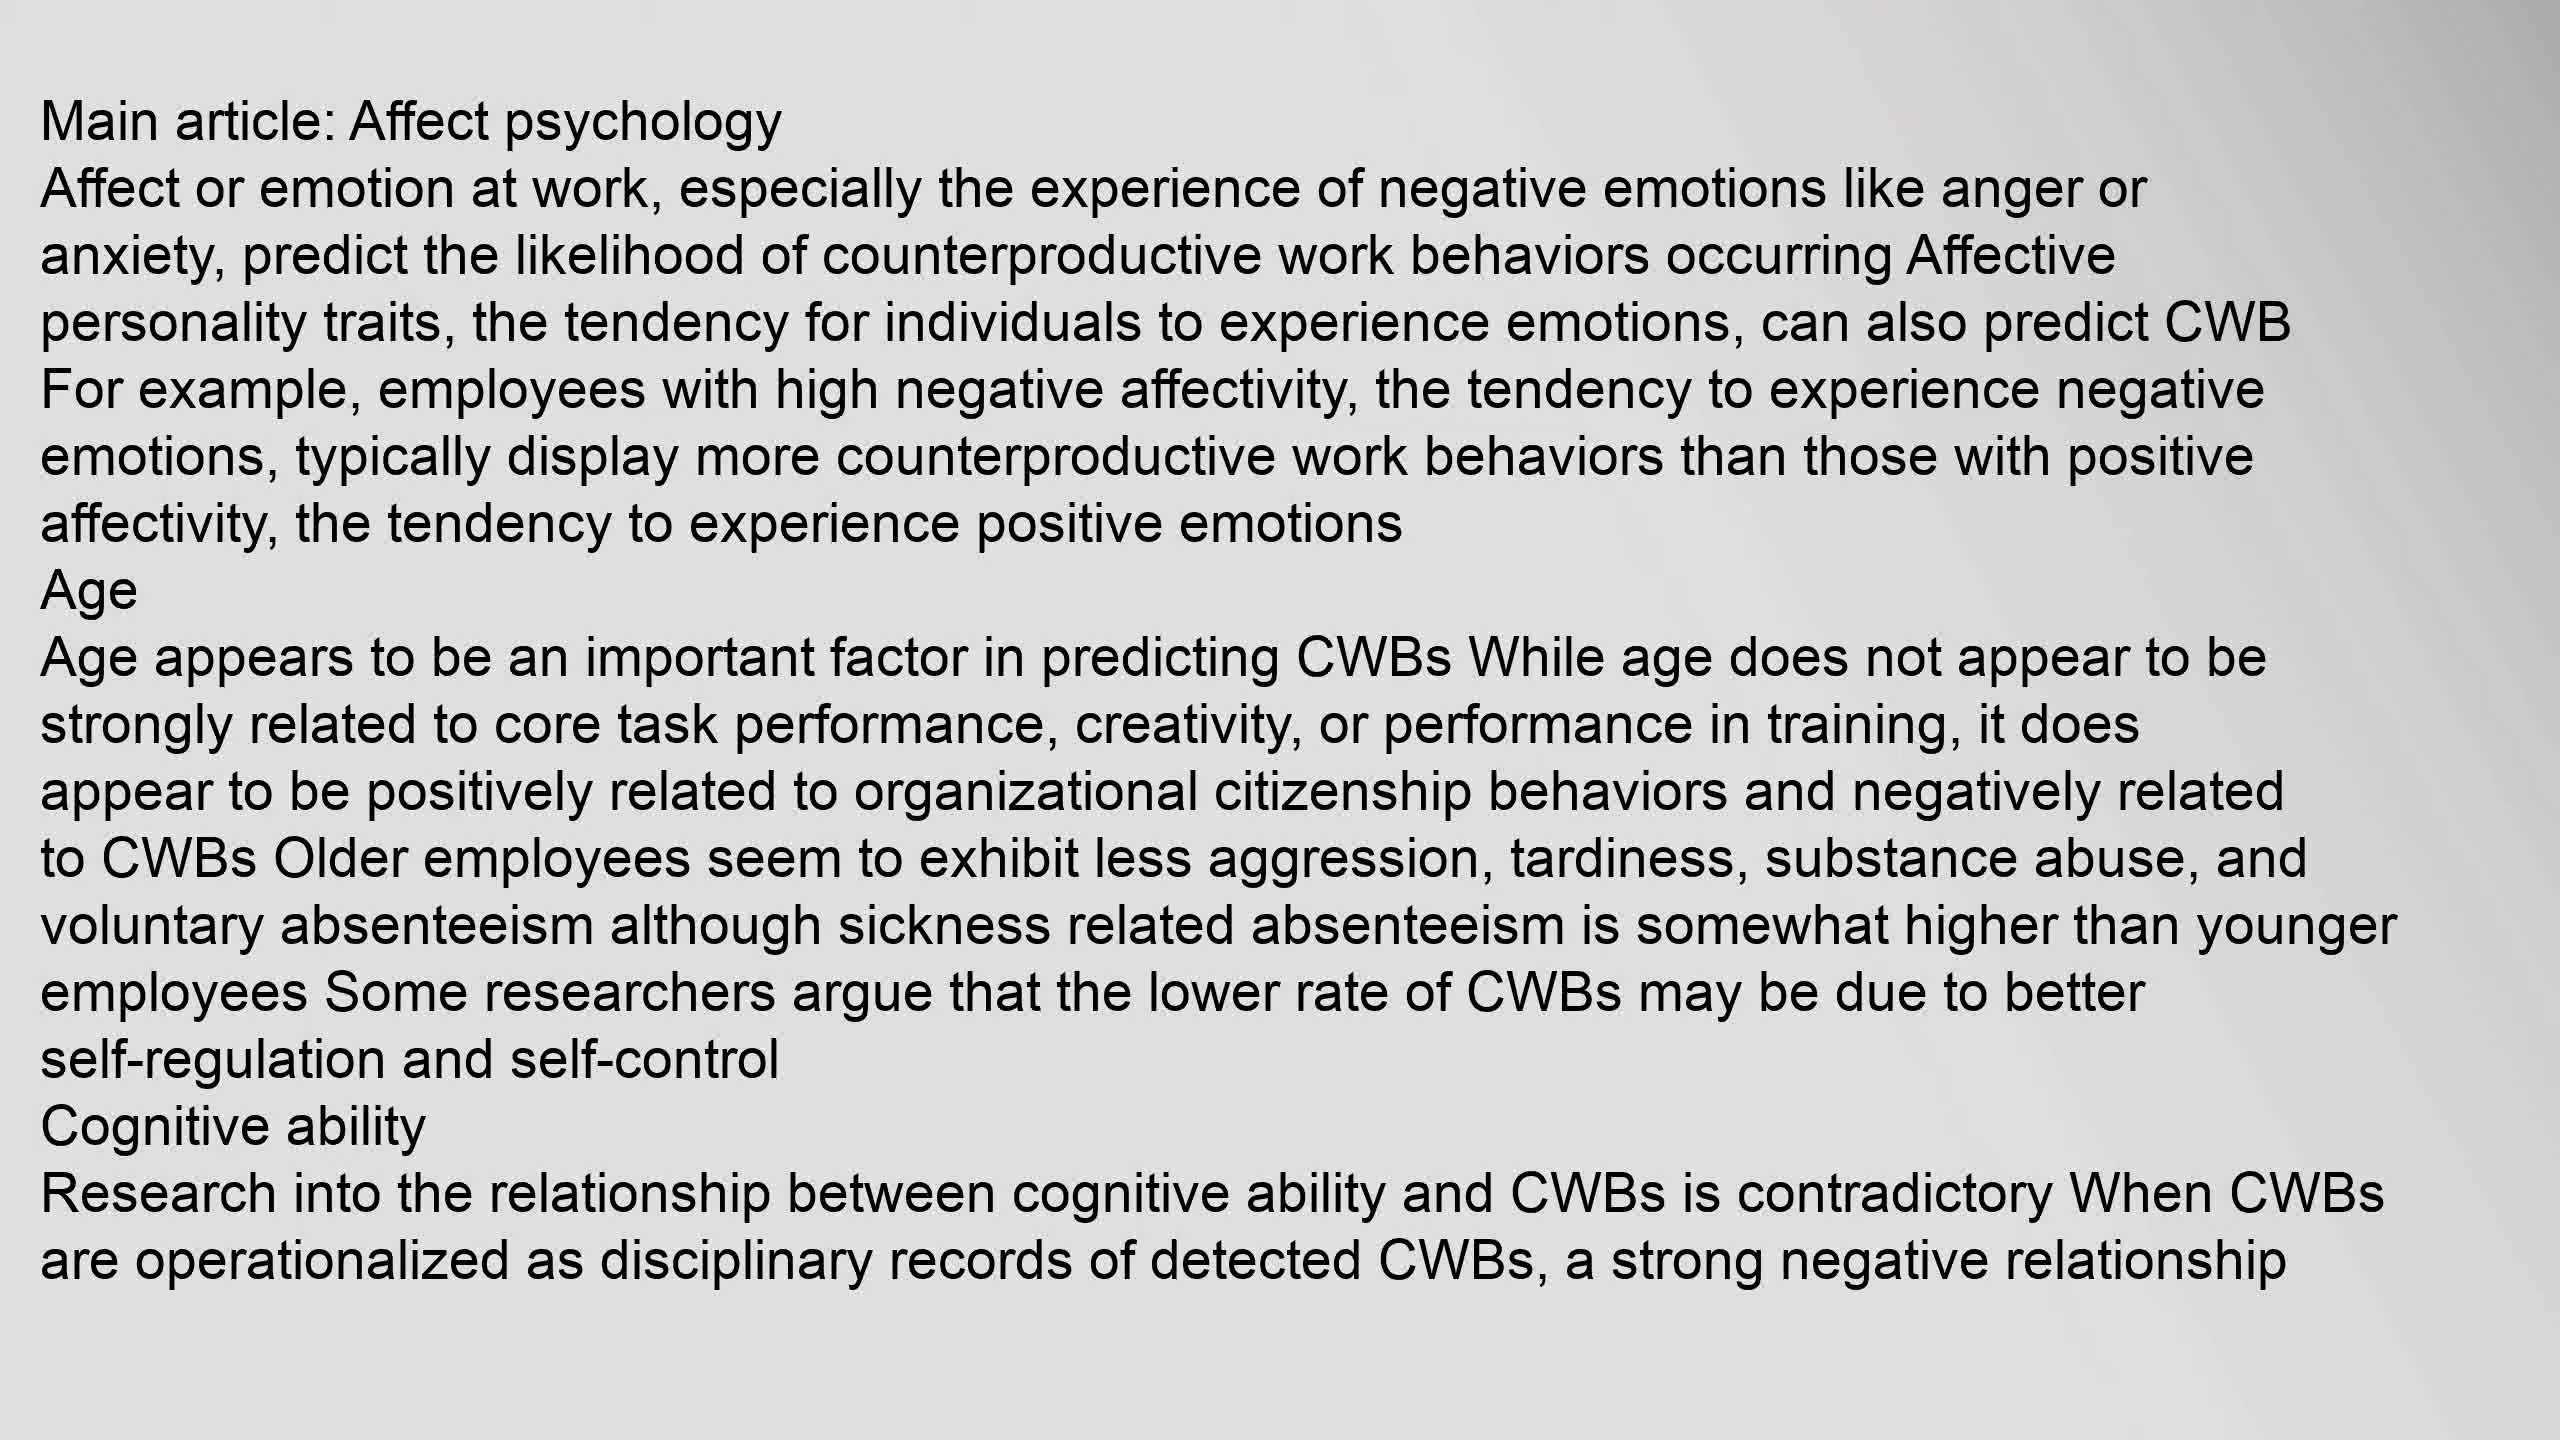 Main article: Affect psychology
Affect or emotion at work, especially the experience of negative emotions like anger or
anxiety, predict the likelihood of counterproductive work behaviors occurring Affective
personality traits, the tendency for individuals to experience emotions, can also predict CWB
For example, employees with high negative affectivity, the tendency to experience negative
emotions, typically display more counterproductive work behaviors than those with positive
affectivity, the tendency to experience positive emotions
Age
Age appears to be an important factor in predicting CWBs While age does not appear to be
strongly related to core task performance, creativity, or performance in training, it does
appear to be positively related to organizational citizenship behaviors and negatively related
to CWBs Older employees seem to exhibit less aggression, tardiness, substance abuse, and
voluntary absenteeism although sickness related absenteeism is somewhat higher than younger
employees Some researchers argue that the lower rate of CWBs may be due to better
self-regulation and self-control
Cognitive ability
Research into the relationship between cognitive ability and CWBs is contradictory When CWBs
are operationalized as disciplinary records of detected CWBs, a strong negative relationship